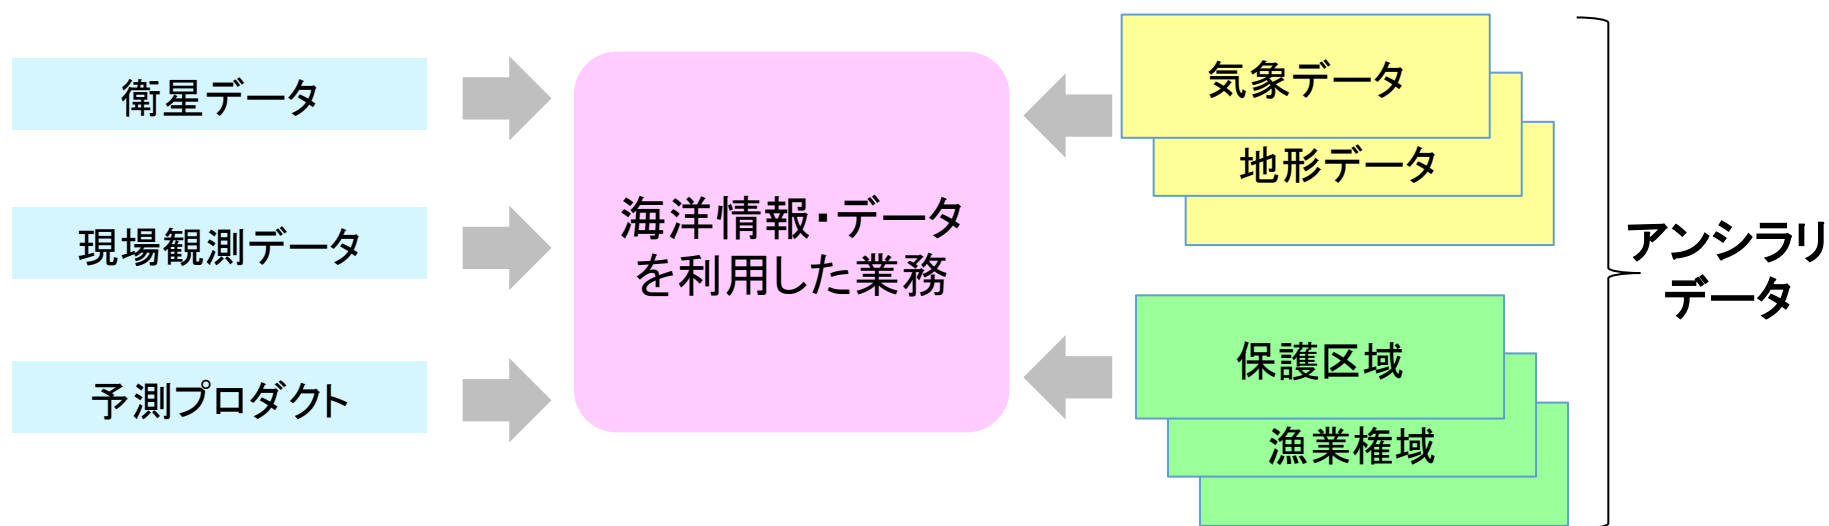 衛星データ
現場観測データ
予測プロダクト
海洋情報・データ
を利用した業務
気象データ
地形データ
保護区域
漁業権域
アンシラリ
データ